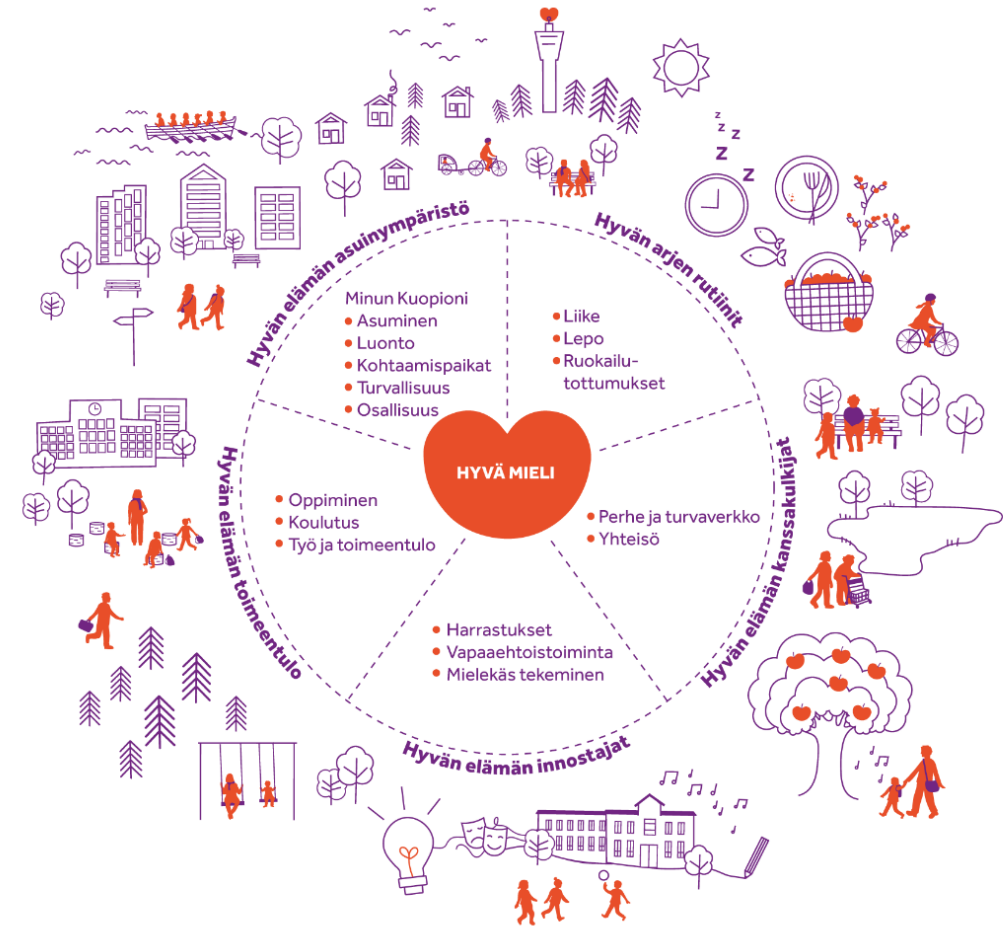 z
z
z
Z
Z
Hyvän elämän asuinympäristö
Minun Kuopioni
• Asuminen
• Luonto
• Kohtaamispaikat
• Turvallisuus
• Osallisuus
Hyvän arjen rutiinit
• Liike
• Lepo
• Ruokailu-
tottumukset
HYVÄ MIELI
Hyvän elämän kanssakulkijat
• Perhe ja turvaverkko
• Yhteisö
Hyvän elämän innostajat
• Harrastukset
• Vapaaehtoistoiminta
• Mielekäs tekeminen
Hyvän elämän toimeentulo
• Oppiminen
• Koulutus
• Työ ja toimeentulo